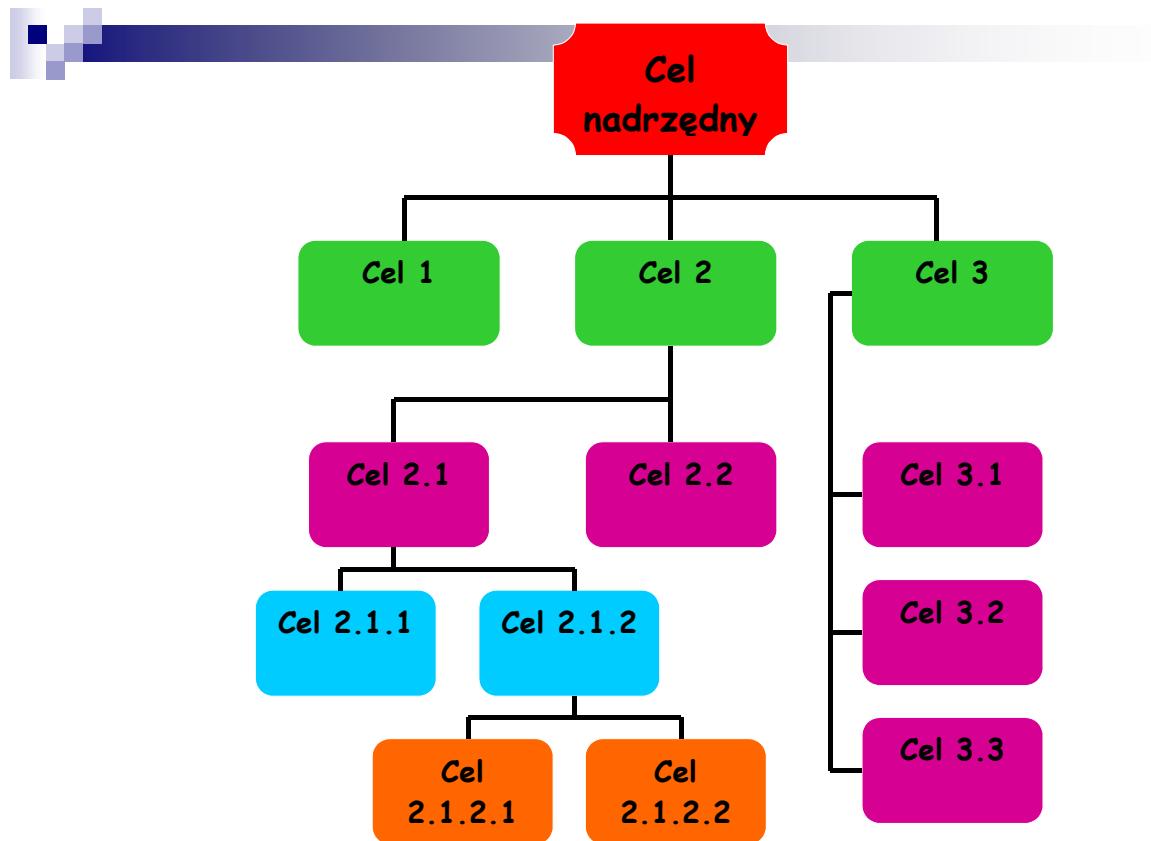 Cel
nadrzędny
Cel 1
Cel 2
Cel 3
Cel 2.1
Cel 2.2
Cel 3.1
Cel 2.1.1
Cel 2.1.2
Cel 3.2
Cel
2.1.2.1
Cel
2.1.2.2
Cel 3.3